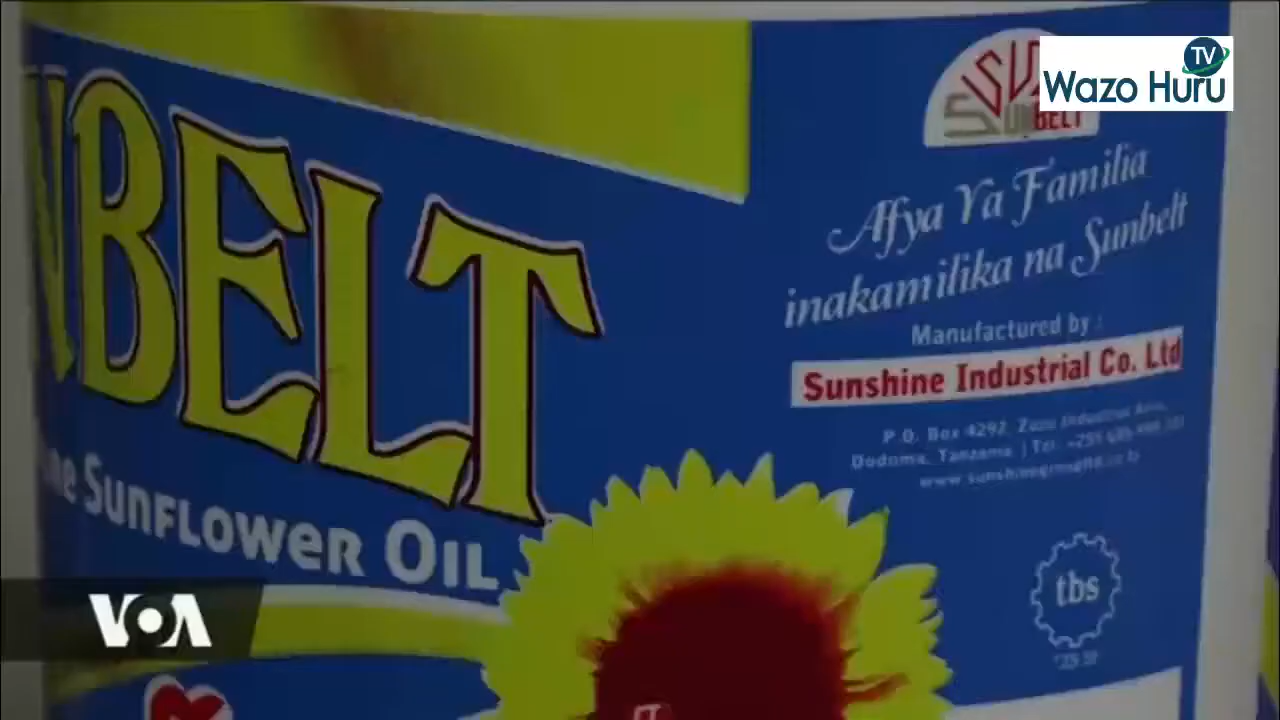 TV
Wazo Huru
SUNBELT
NBELT
Afya Ya Familia
inakamilika na Sunbelt
Manufactured by :
Sunshine Industrial Co. Ltd
P.O. Box 4292, Zuzu Industrial Area,
Dodoma, Tanzania | Tel: +255
Sunflower Oil
tbs
VOA